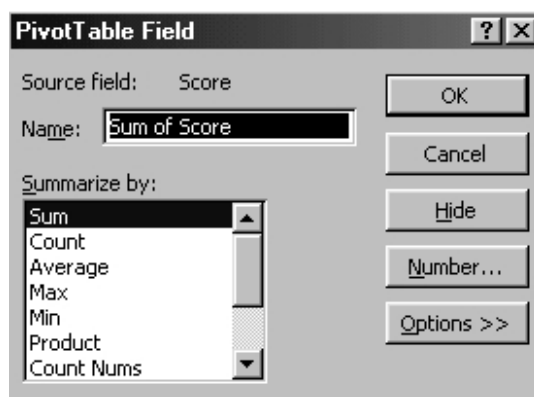 PivotTable Field
Source field: Score
Name: Sum of Score
Summarize by:
Sum
Count
Average
Max
Min
Product
Count Nums
OK
Cancel
Hide
Number...
Options >>